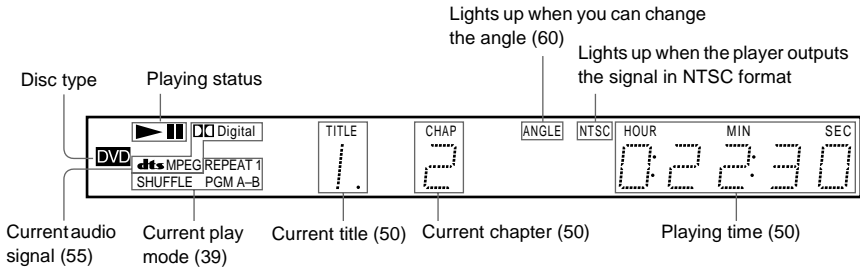 Lights up when you can change
the angle (60)
Lights up when the player outputs
the signal in NTSC format
Disc type
Playing status
Digital
TITLE
CHAP
ANGLE
NTSC
HOUR
MIN
SEC
DVD
dts MPEG REPEAT 1
SHUFFLE PGM A–B
1.
2
0:22:30
Current audio
signal (55)
Current play
mode (39)
Current title (50)
Current chapter (50)
Playing time (50)